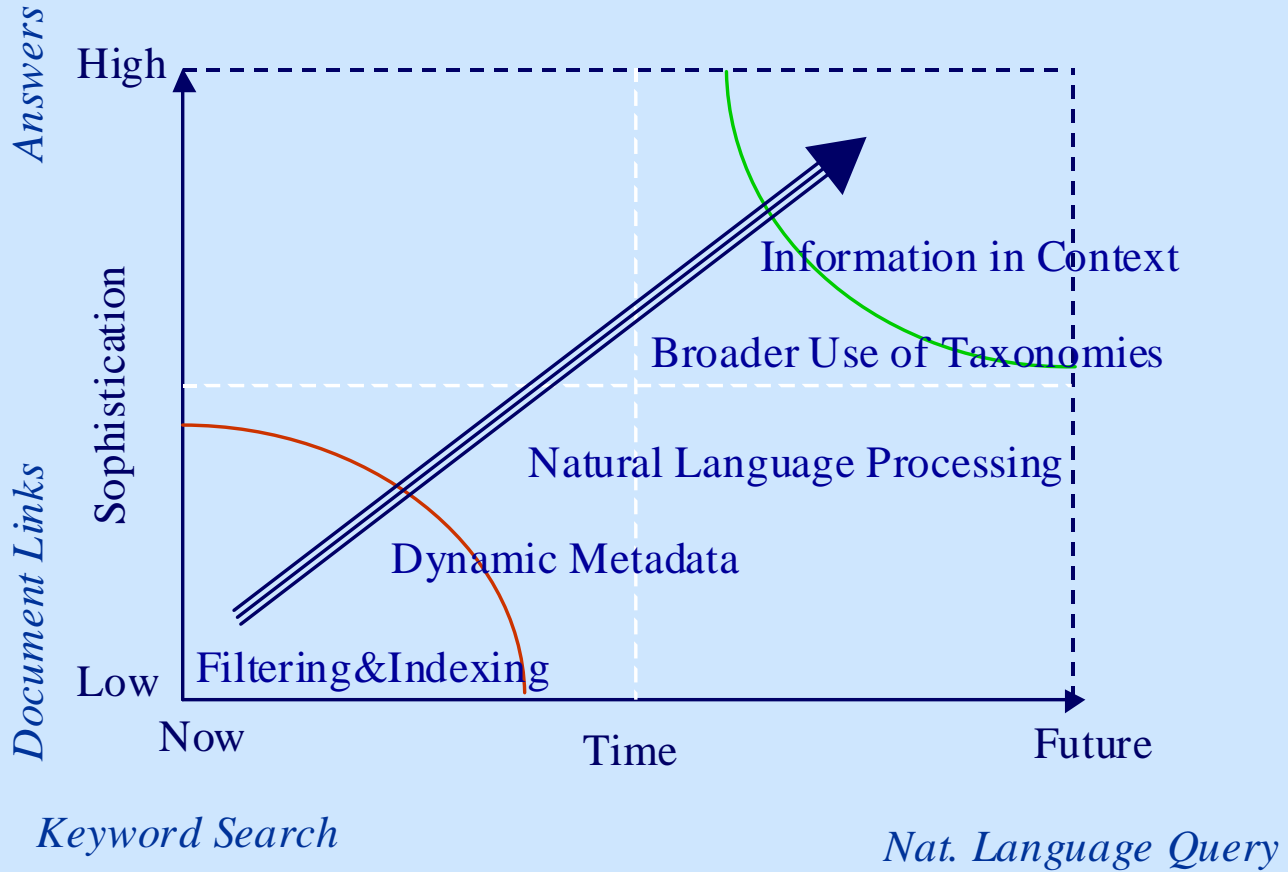 Answers
High
Information in Context
Sophistication
Broader Use of Taxonomies
Natural Language Processing
Document Links
Dynamic Metadata
Filtering&Indexing
Low
Now
Time
Future
Keyword Search
Nat. Language Query